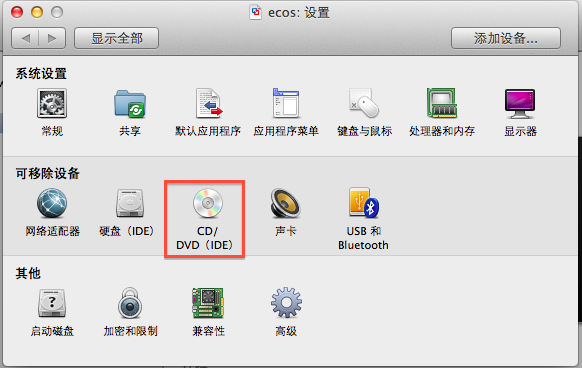 ecos: 设置
显示全部
添加设备...
系统设置
常规
共享
默认应用程序
应用程序菜单
键盘与鼠标
处理器和内存
显示器
可移除设备
网络适配器
硬盘（IDE）
CD/
DVD（IDE）
声卡
USB 和
Bluetooth
其他
启动磁盘
加密和限制
兼容性
高级